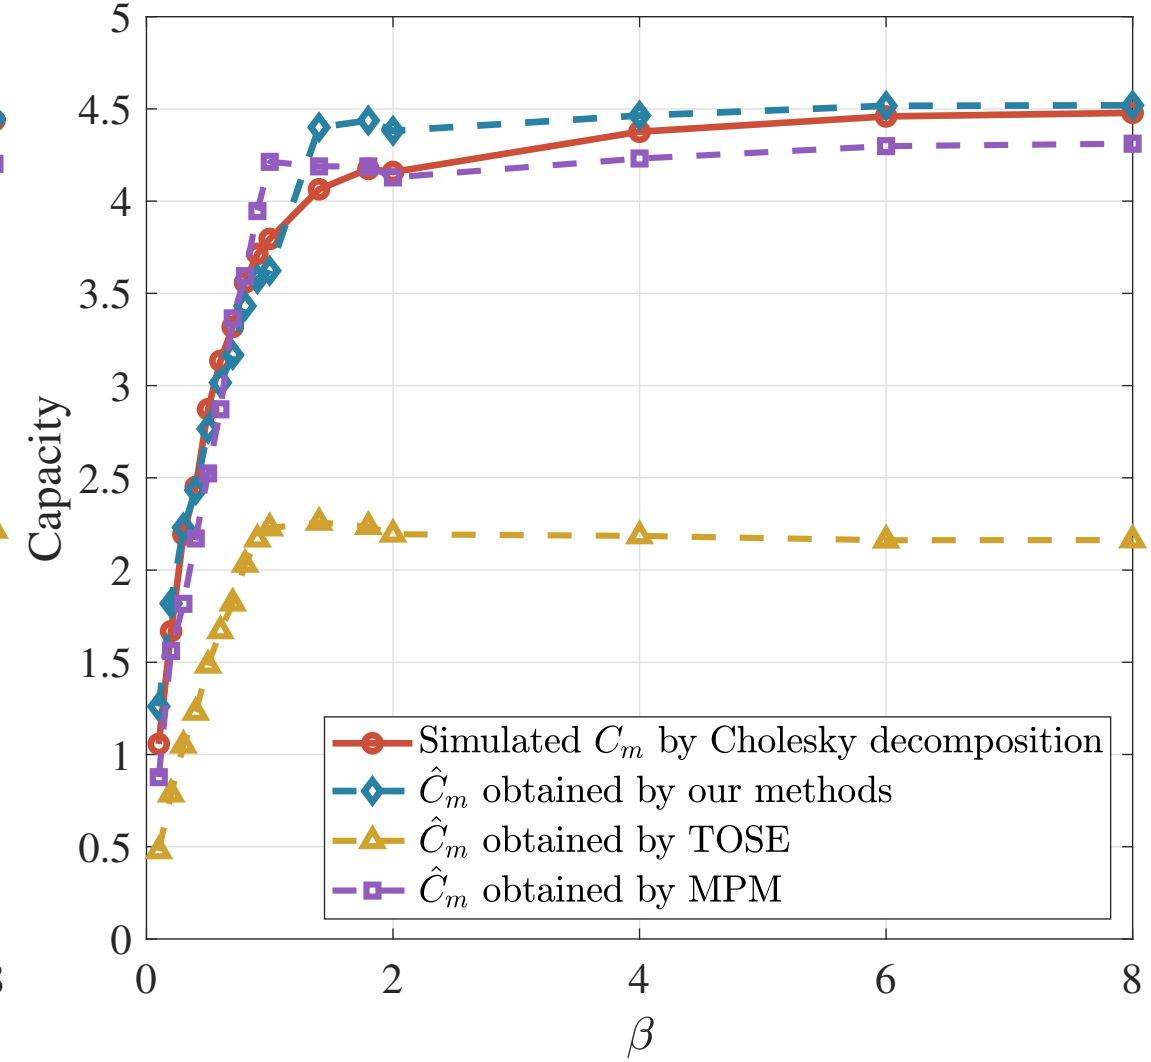 5
4.5
4
3.5
3
2.5
2
1.5
1
0.5
0
Capacity
Simulated C_m by Cholesky decomposition
Ĉ_m obtained by our methods
Ĉ_m obtained by TOSE
Ĉ_m obtained by MPM
0 2 4 6 8
β